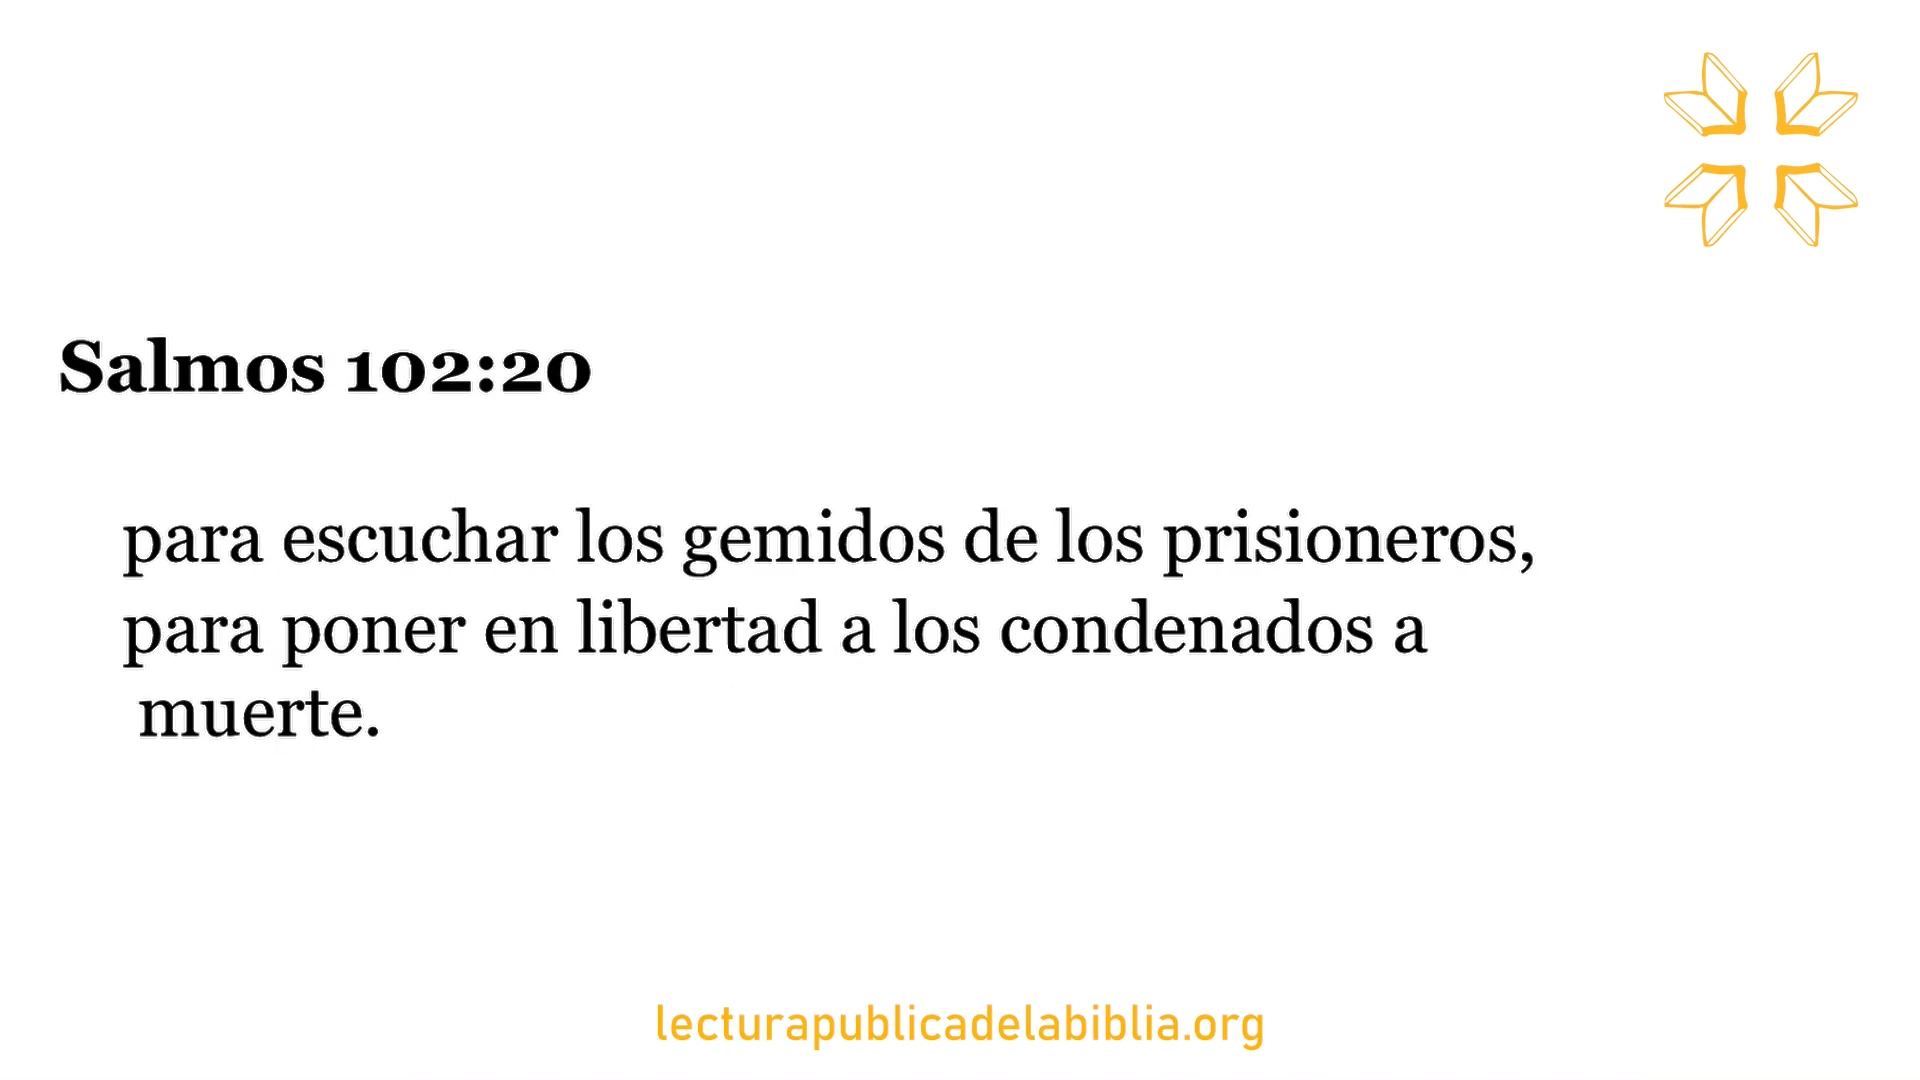 Salmos 102:20
para escuchar los gemidos de los prisioneros,
para poner en libertad a los condenados a
muerte.
lecturapublicadelabiblia.org